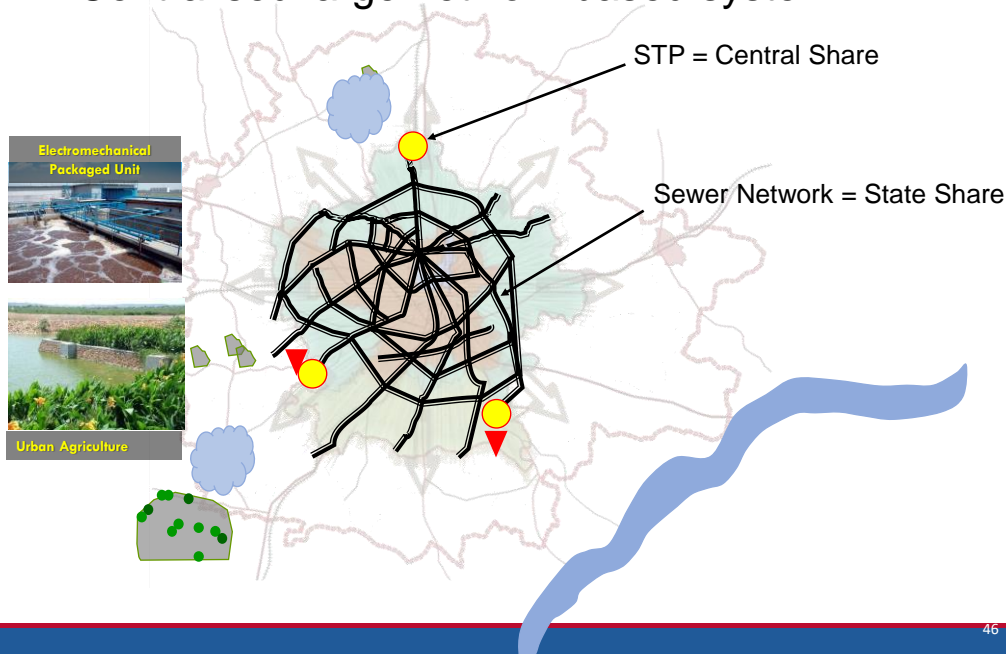 STP = Central Share
Sewer Network = State Share
Electromechanical
Packaged Unit
Urban Agriculture
46